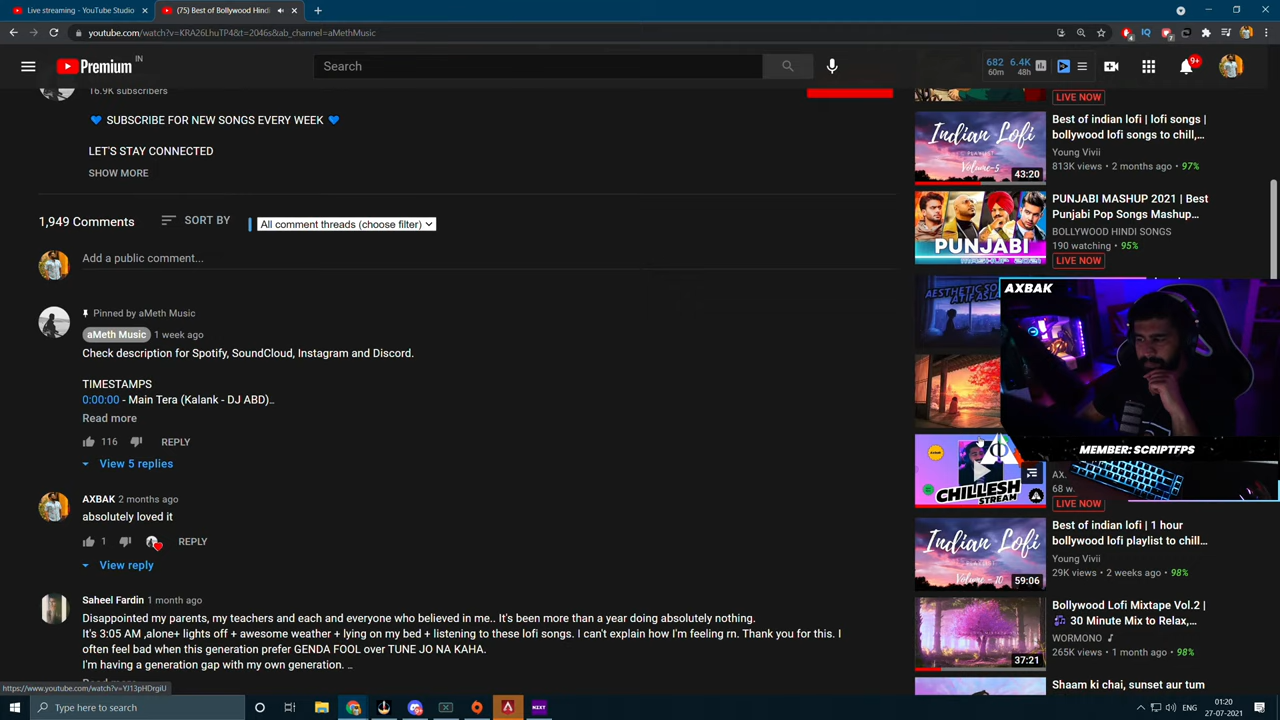 Live streaming - YouTube Studio
(75) Best of Bollywood Hindi
youtube.com/watch?v=KRA26LhuTP4&t=2046s&ab_channel=aMethMusic
Premium IN
Search
682 6.4K
60m 48h
9+
16.9K subscribers
💙 SUBSCRIBE FOR NEW SONGS EVERY WEEK 💙
LET'S STAY CONNECTED
SHOW MORE
1,949 Comments
SORT BY
All comment threads (choose filter)
Add a public comment...
Pinned by aMeth Music
aMeth Music 1 week ago
Check description for Spotify, SoundCloud, Instagram and Discord.
TIMESTAMPS
0:00:00 - Main Tera (Kalank - DJ ABD)...
Read more
116 REPLY
View 5 replies
AXBAK 2 months ago
absolutely loved it
1 REPLY
View reply
Saheel Fardin 1 month ago
Disappointed my parents, my teachers and each and everyone who believed in me.. It's been more than a year doing absolutely nothing.
It's 3:05 AM ,alone+ lights off + awesome weather + lying on my bed + listening to these lofi songs. I can't explain how I'm feeling rn. Thank you for this. I
often feel bad when this generation prefer GENDA FOOL over TUNE JO NA KAHA.
I'm having a generation gap with my own generation. ...
https://www.youtube.com/watch?v=YJ13pHDrgiU
LIVE NOW
Indian Lofi
PLAYLIST
Volume-5
43:20
Best of indian lofi | lofi songs |
bollywood lofi songs to chill,...
Young Vivii
813K views • 2 months ago • 97%
PUNJABI
MASHUP 2021
PUNJABI MASHUP 2021 | Best
Punjabi Pop Songs Mashup...
BOLLYWOOD HINDI SONGS
190 watching • 95%
LIVE NOW
AXBAK
MEMBER: SCRIPTFPS
AXBAK
CHILLESH
STREAM
LIVE NOW
Indian Lofi
PLAYLIST
Volume - 10
59:06
Best of indian lofi | 1 hour
bollywood lofi playlist to chill...
Young Vivii
29K views • 2 weeks ago • 98%
37:21
Bollywood Lofi Mixtape Vol.2 |
🎶 30 Minute Mix to Relax,...
WORMONO 🎵
265K views • 1 month ago • 98%
Shaam ki chai, sunset aur tum
Type here to search
ENG
01:20
27-07-2021